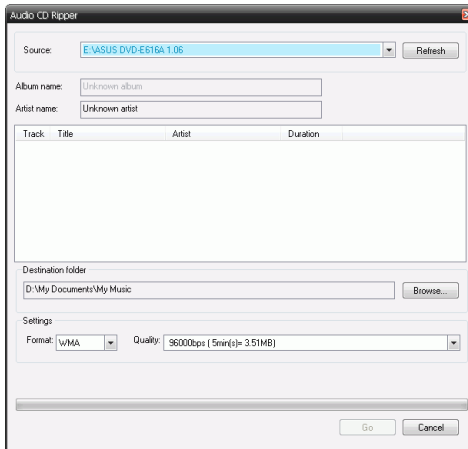 Audio CD Ripper
Source: E:\ASUS DVD-E616A 1.06 Refresh
Album name: Unknown album
Artist name: Unknown artist
Track Title Artist Duration
Destination folder
D:\My Documents\My Music Browse...
Settings
Format: WMA Quality: 96000bps ( 5min(s)= 3.51MB)
Go Cancel